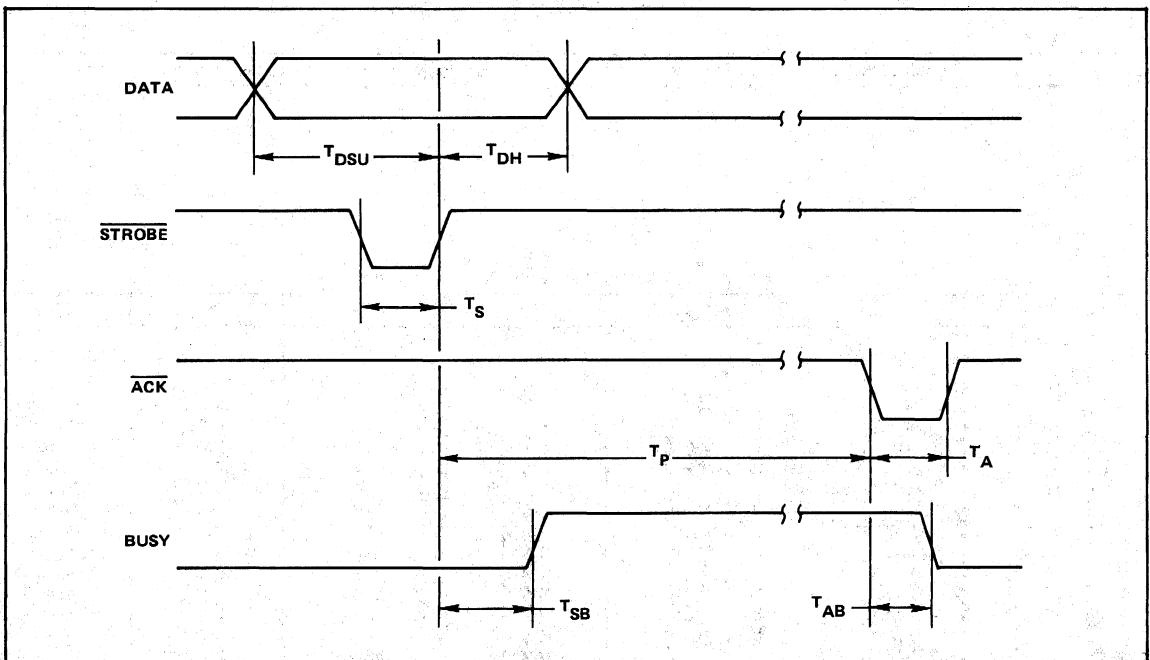 DATA
T_DSU
T_DH
STROBE
T_S
ACK
T_P
T_A
BUSY
T_SB
T_AB